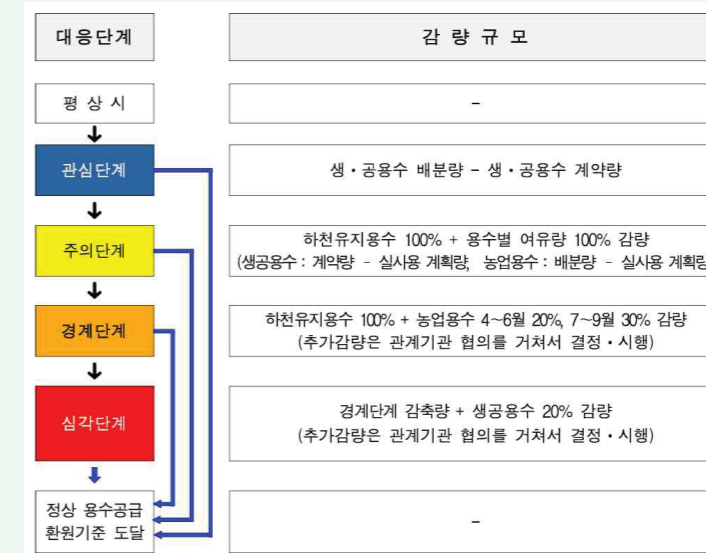 대응단계 감 량 규 모
평 상 시 –
관심단계 생・공용수 배분량 – 생・공용수 계약량
주의단계
하천유지용수 100% + 용수별 여유량 100% 감량
(생공용수 : 계약량 – 실사용 계획량, 농업용수 : 배분량 – 실사용 계획량
경계단계
하천유지용수 100% + 농업용수 4~6월 20%, 7~9월 30% 감량
(추가감량은 관계기관 협의를 거쳐서 결정・시행)
심각단계
경계단계 감축량 + 생공용수 20% 감량
(추가감량은 관계기관 협의를 거쳐서 결정・시행)
정상 용수공급
환원기준 도달
–